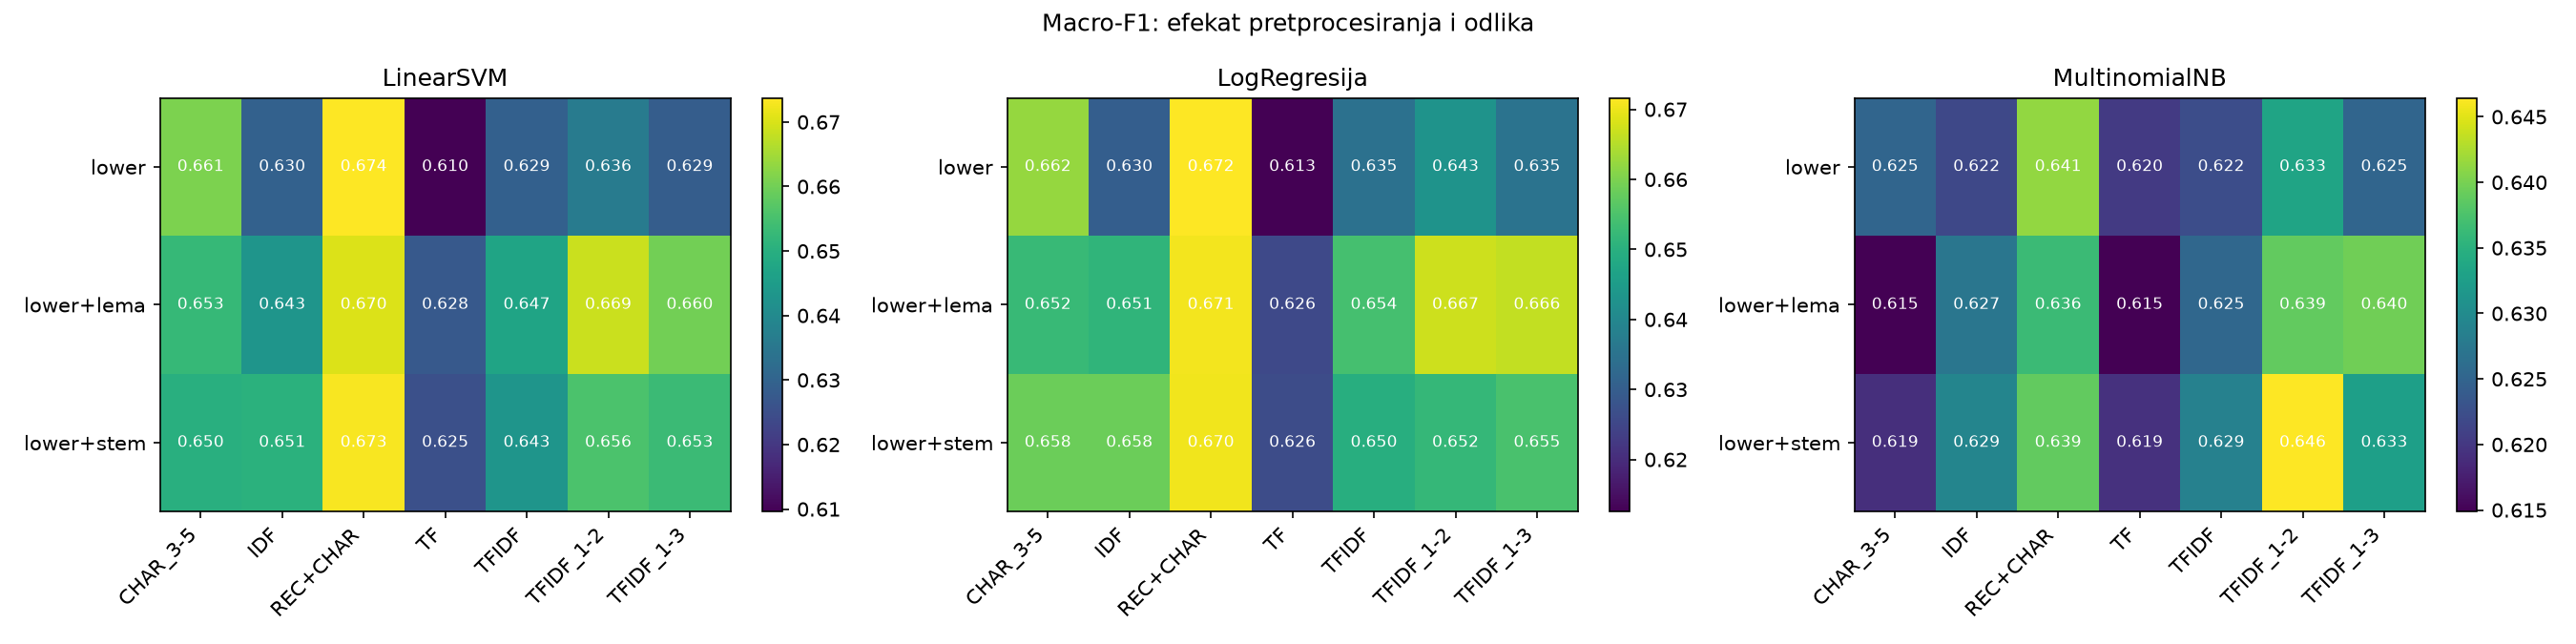 Macro-F1: efekat pretprocesiranja i odlika
LinearSVM
lower 0.661 0.630 0.674 0.610 0.629 0.636 0.629
lower+lema 0.653 0.643 0.670 0.628 0.647 0.669 0.660
lower+stem 0.650 0.651 0.673 0.625 0.643 0.656 0.653
CHAR_3-5 IDF REC+CHAR TF TFIDF TFIDF_1-2 TFIDF_1-3
0.67
0.66
0.65
0.64
0.63
0.62
0.61
LogRegresija
lower 0.662 0.630 0.672 0.613 0.635 0.643 0.635
lower+lema 0.652 0.651 0.671 0.626 0.654 0.667 0.666
lower+stem 0.658 0.658 0.670 0.626 0.650 0.652 0.655
CHAR_3-5 IDF REC+CHAR TF TFIDF TFIDF_1-2 TFIDF_1-3
0.67
0.66
0.65
0.64
0.63
0.62
MultinomialNB
lower 0.625 0.622 0.641 0.620 0.622 0.633 0.625
lower+lema 0.615 0.627 0.636 0.615 0.625 0.639 0.640
lower+stem 0.619 0.629 0.639 0.619 0.629 0.646 0.633
CHAR_3-5 IDF REC+CHAR TF TFIDF TFIDF_1-2 TFIDF_1-3
0.645
0.640
0.635
0.630
0.625
0.620
0.615